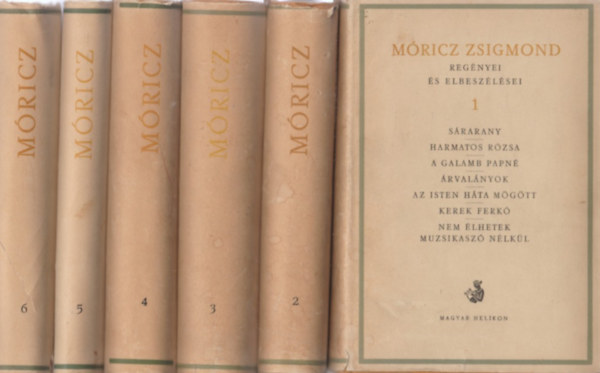 MÓRICZ
6
MÓRICZ
5
MÓRICZ
4
MÓRICZ
3
MÓRICZ
2
MÓRICZ ZSIGMOND
REGÉNYEI
ÉS ELBESZÉLÉSEI
1
SÁRARANY
HARMATOS RÓZSA
A GALAMB PAPNÉ
ÁRVALÁNYOK
AZ ISTEN HÁTA MÖGÖTT
KEREK FERKÓ
NEM ÉLHETEK
MUZSIKASZÓ NÉLKÜL
MAGYAR HELIKON